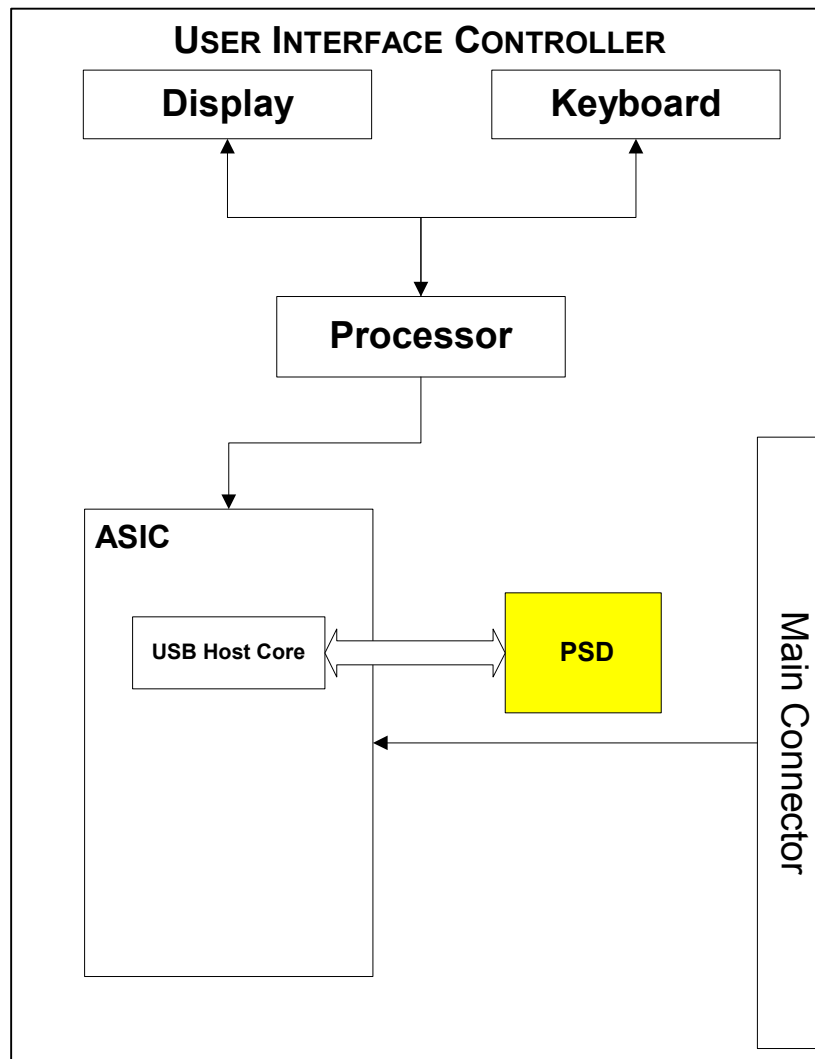 USER INTERFACE CONTROLLER
Display
Keyboard
Processor
ASIC
USB Host Core
PSD
Main Connector